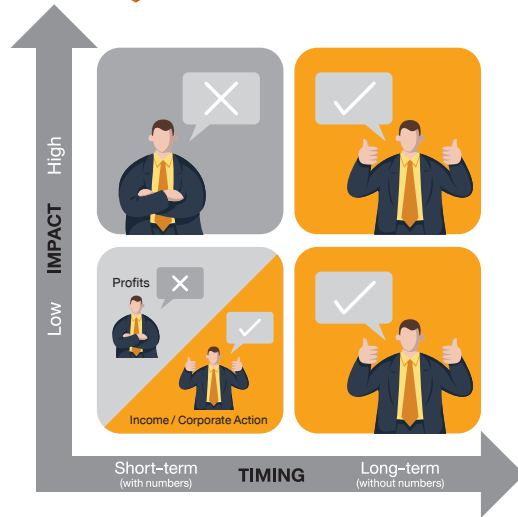 High
IMPACT
Low
Profits
Income / Corporate Action
Short-term
(with numbers)
TIMING
Long-term
(without numbers)